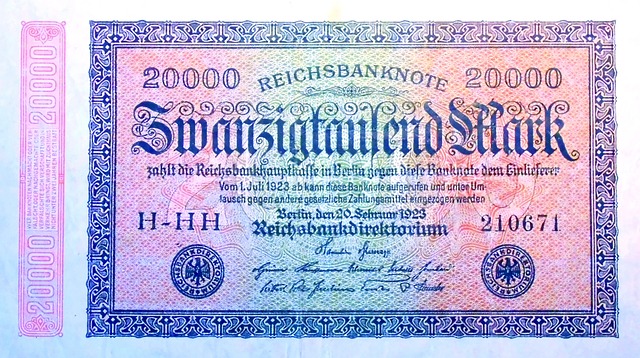 20000 REICHSBANKNOTE 20000
Zwanzigtausend Mark
zahlt die Reichsbankhauptkasse in Berlin gegen diese Banknote dem Einlieferer
Vom 1. Juli 1923 ab kann diese Banknote aufgerufen und unter Um-
tausch gegen andere gesetzliche Zahlungsmittel eingezogen werden
Berlin, den 20. Februar 1923
H-HH Reichsbankdirektorium 210671
REICHSBANKDIREKTORIUM REICHSBANKDIREKTORIUM
20000
20000